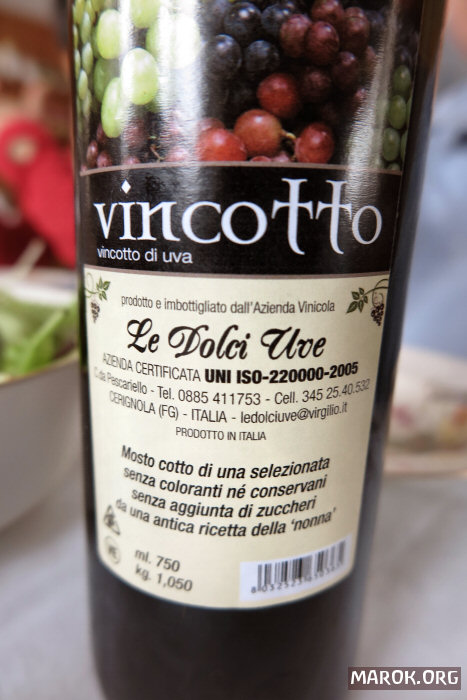 vincotto
vincotto di uva
prodotto e imbottigliato dall'Azienda Vinicola
Le Dolci Uve
AZIENDA CERTIFICATA UNI ISO-220000-2005
C.da Pescariello - Tel. 0885 411753 - Cell. 345 25.40.532
CERIGNOLA (FG) - ITALIA - ledolciuve@virgilio.it
PRODOTTO IN ITALIA
Mosto cotto di una selezionata
senza coloranti né conservani
senza aggiunta di zuccheri
da una antica ricetta della 'nonna'
ml. 750
kg. 1,050
MAROK.ORG